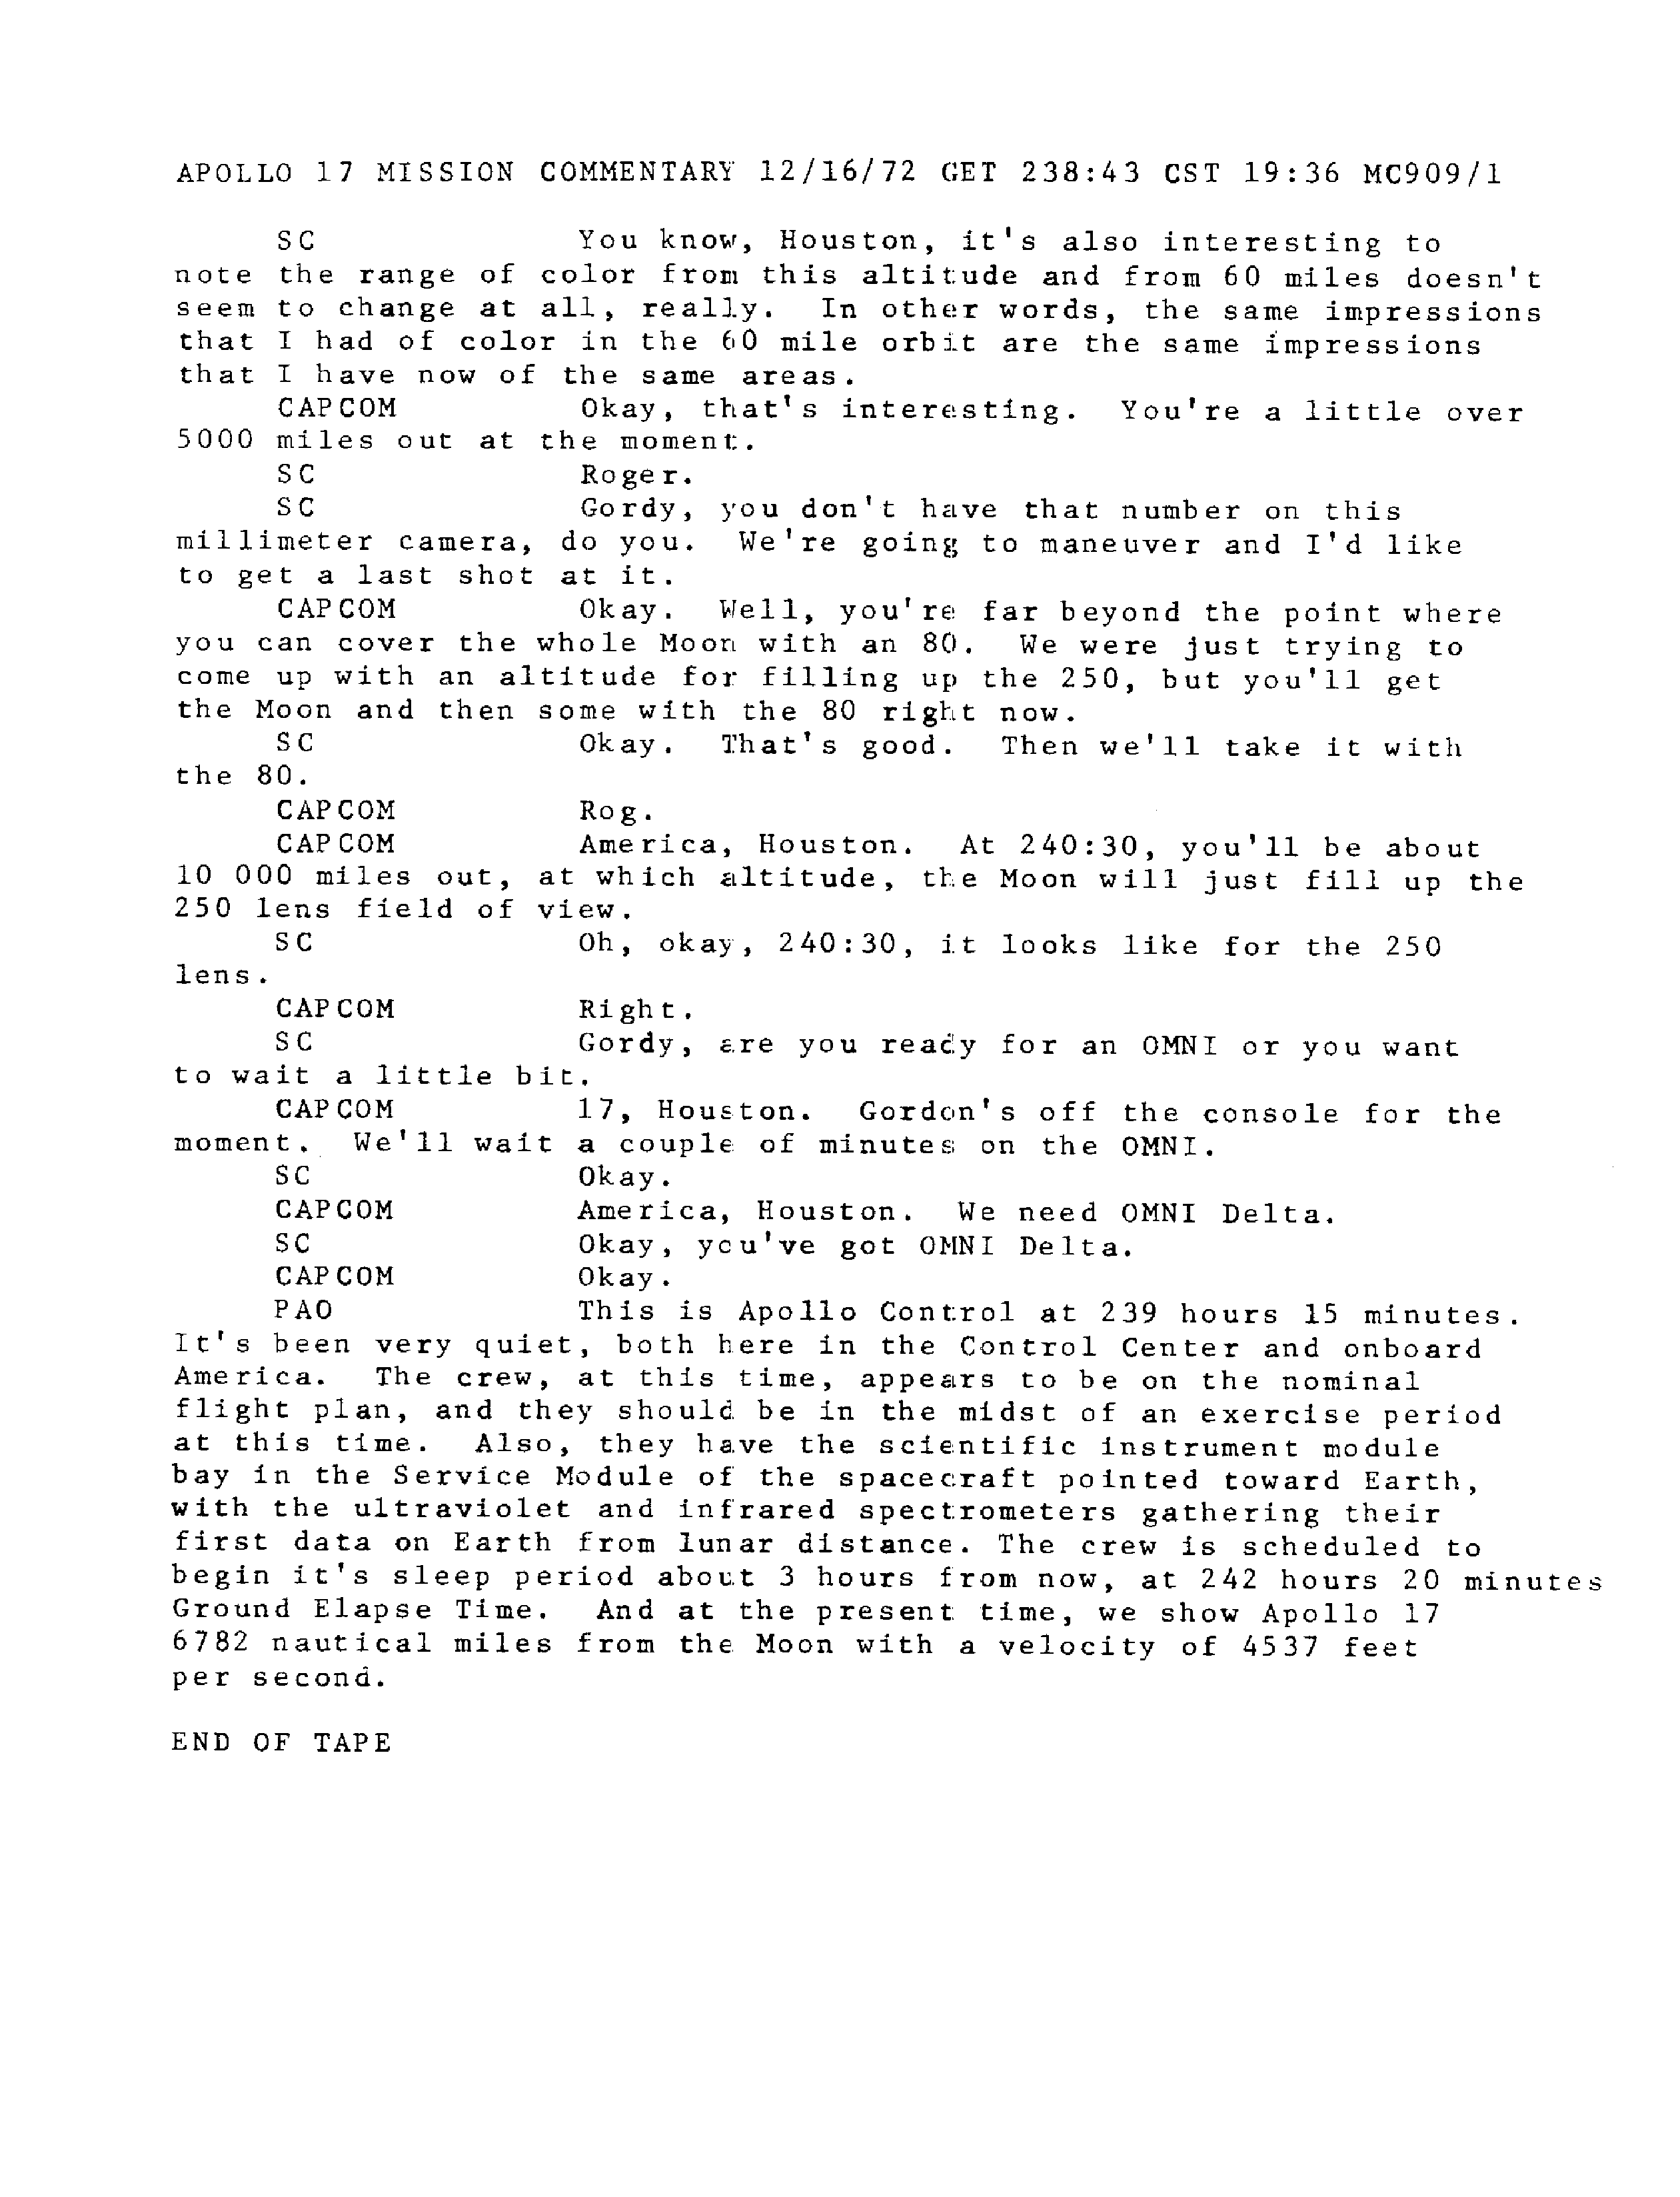 APOLLO 17 MISSION COMMENTARY 12/16/72 GET 238:43 CST 19:36 MC909/1
SC You know, Houston, it's also interesting to
note the range of color from this altitude and from 60 miles doesn't
seem to change at all, really. In other words, the same impressions
that I had of color in the 60 mile orbit are the same impressions
that I have now of the same areas.
CAPCOM Okay, that's interesting. You're a little over
5000 miles out at the moment.
SC Roger.
SC Gordy, you don't have that number on this
millimeter camera, do you. We're going to maneuver and I'd like
to get a last shot at it.
CAPCOM Okay. Well, you're far beyond the point where
you can cover the whole Moon with an 80. We were just trying to
come up with an altitude for filling up the 250, but you'll get
the Moon and then some with the 80 right now.
SC Okay. That's good. Then we'll take it with
the 80.
CAPCOM Rog.
CAPCOM America, Houston. At 240:30, you'll be about
10 000 miles out, at which altitude, the Moon will just fill up the
250 lens field of view.
SC Oh, okay, 240:30, it looks like for the 250
lens.
CAPCOM Right.
SC Gordy, are you ready for an OMNI or you want
to wait a little bit.
CAPCOM 17, Houston. Gordon's off the console for the
moment. We'll wait a couple of minutes on the OMNI.
SC Okay.
CAPCOM America, Houston. We need OMNI Delta.
SC Okay, you've got OMNI Delta.
CAPCOM Okay.
PAO This is Apollo Control at 239 hours 15 minutes.
It's been very quiet, both here in the Control Center and onboard
America. The crew, at this time, appears to be on the nominal
flight plan, and they should be in the midst of an exercise period
at this time. Also, they have the scientific instrument module
bay in the Service Module of the spacecraft pointed toward Earth,
with the ultraviolet and infrared spectrometers gathering their
first data on Earth from lunar distance. The crew is scheduled to
begin it's sleep period about 3 hours from now, at 242 hours 20 minutes
Ground Elapse Time. And at the present time, we show Apollo 17
6782 nautical miles from the Moon with a velocity of 4537 feet
per second.
END OF TAPE